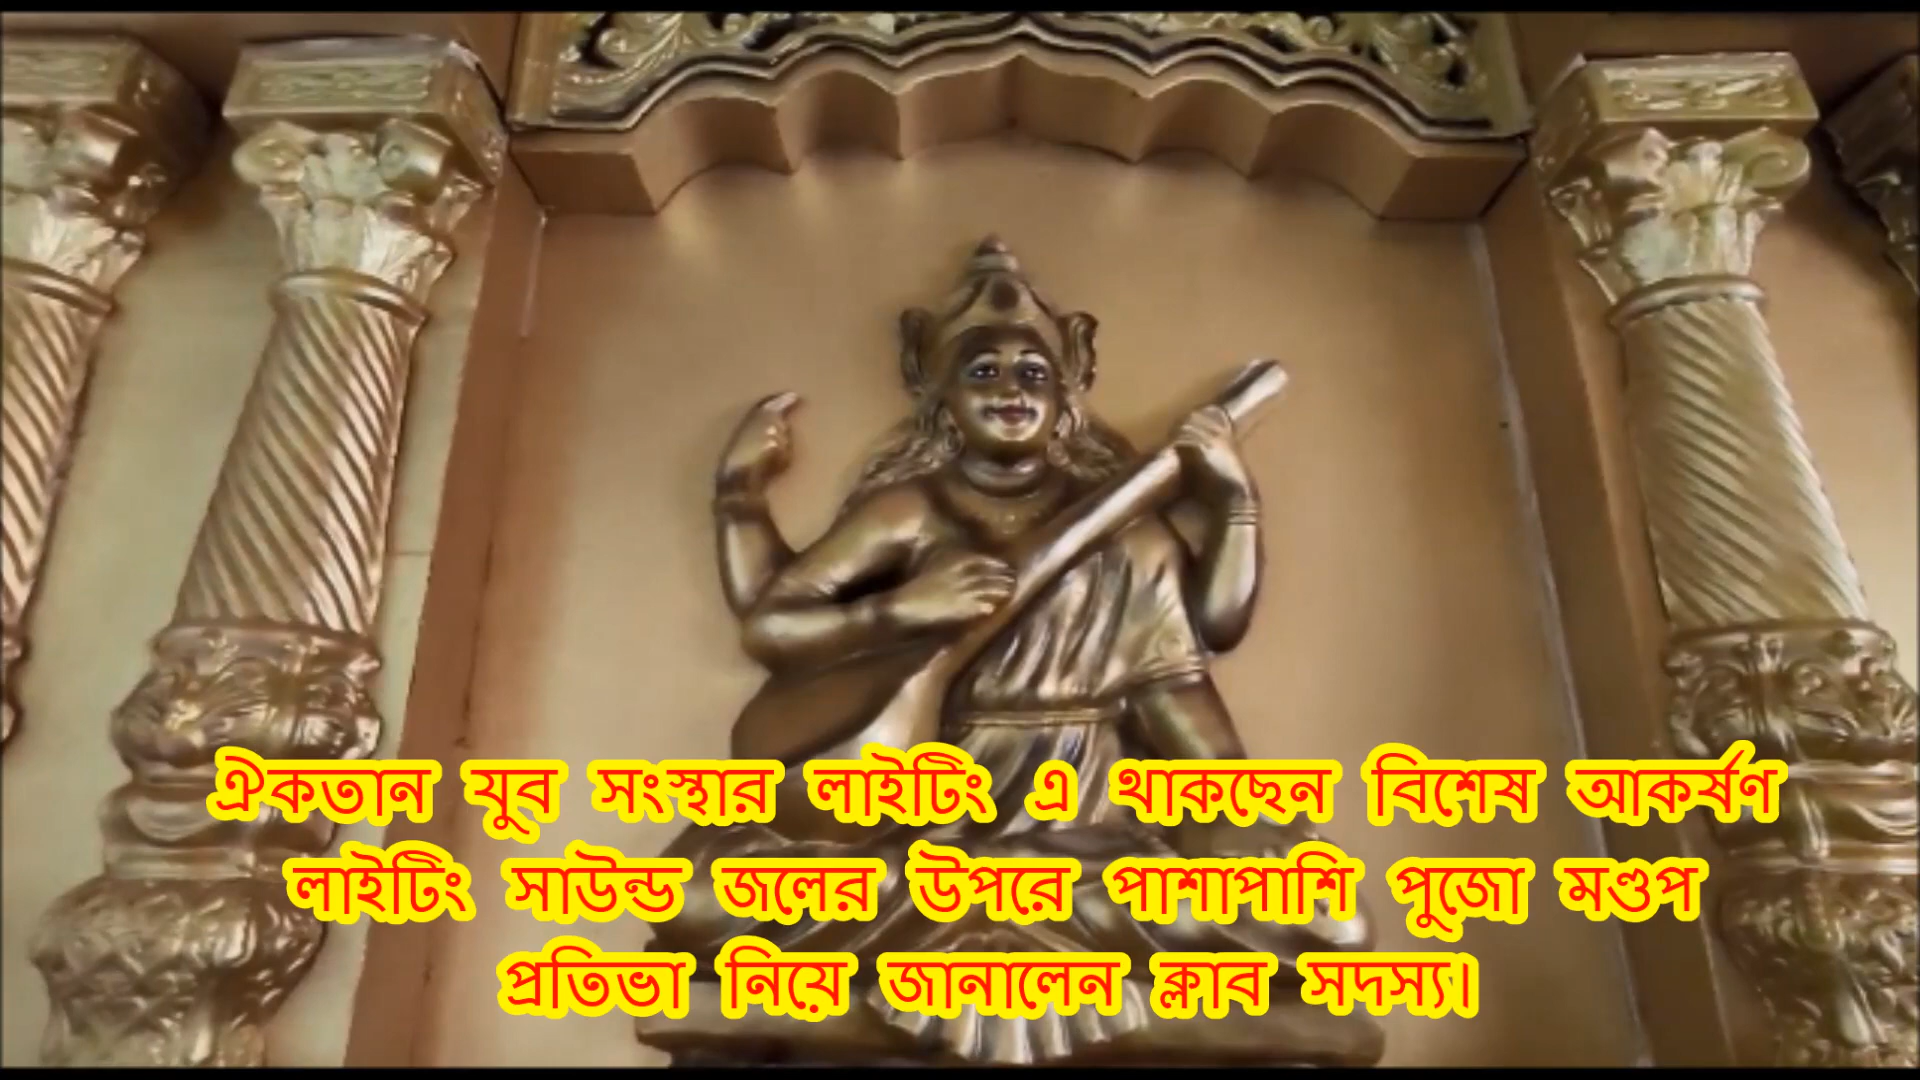 ঐকতান যুব সংস্থার লাইটিং এ থাকছেন বিশেষ আকর্ষণ
লাইটিং সাউন্ড জলের উপরে পাশাপাশি পুজো মণ্ডপ
প্রতিভা নিয়ে জানালেন ক্লাব সদস্য।